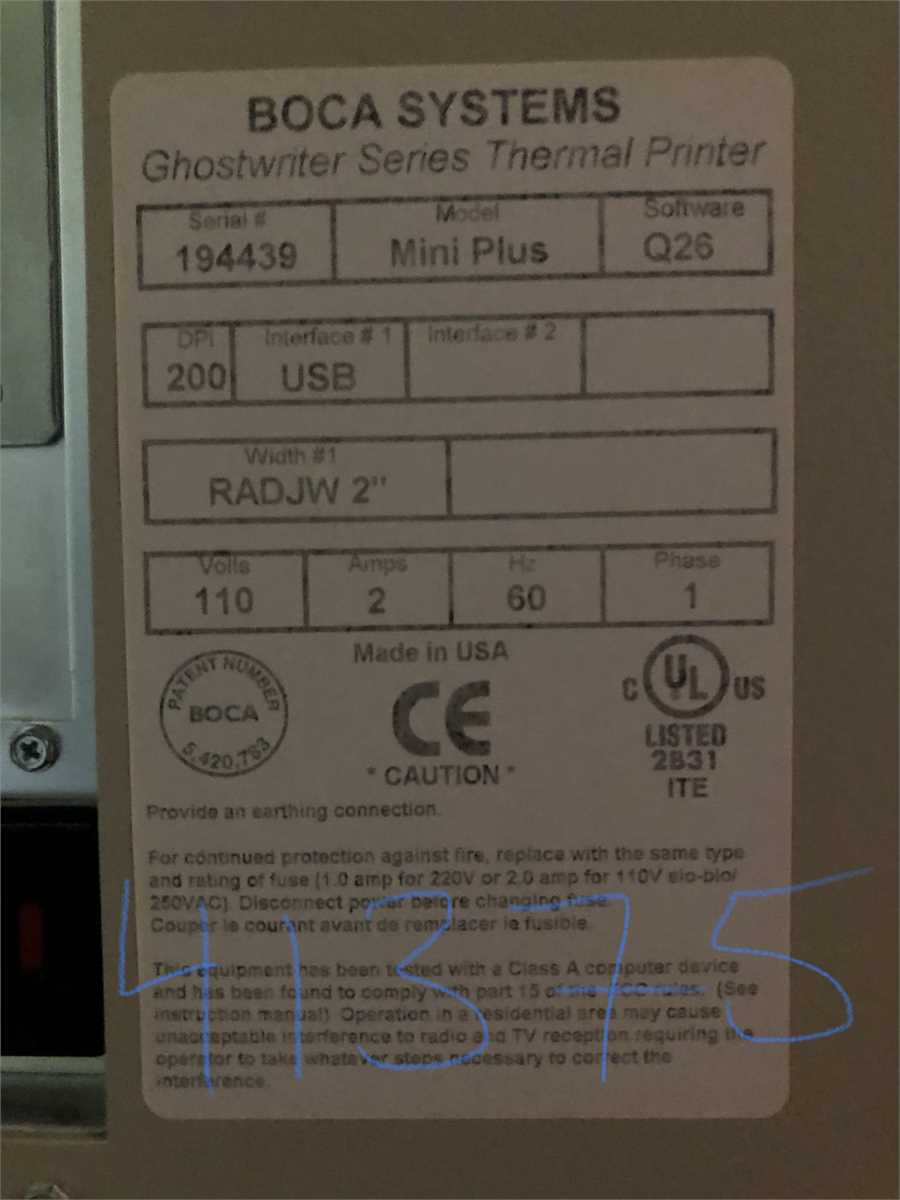 BOCA SYSTEMS
Ghostwriter Series Thermal Printer
Serial # Model Software
194439 Mini Plus Q26
DPI Interface # 1 Interface # 2
200 USB
Width #1
RADJW 2"
Volts Amps Hz Phase
110 2 60 1
Made in USA
PATENT NUMBER
BOCA
5,420,763
CE
C UL US
LISTED
2B31
ITE
* CAUTION *
Provide an earthing connection.
For continued protection against fire, replace with the same type
and rating of fuse (1.0 amp for 220V or 2.0 amp for 110V slo-blo/
250VAC). Disconnect power before changing fuse.
Couper le courant avant de remplacer le fusible.
41375
This equipment has been tested with a Class A computer device
and has been found to comply with part 15 of the FCC rules. (See
instruction manual) Operation in a residential area may cause
unacceptable interference to radio and TV reception requiring the
operator to take whatever steps necessary to correct the
interference.